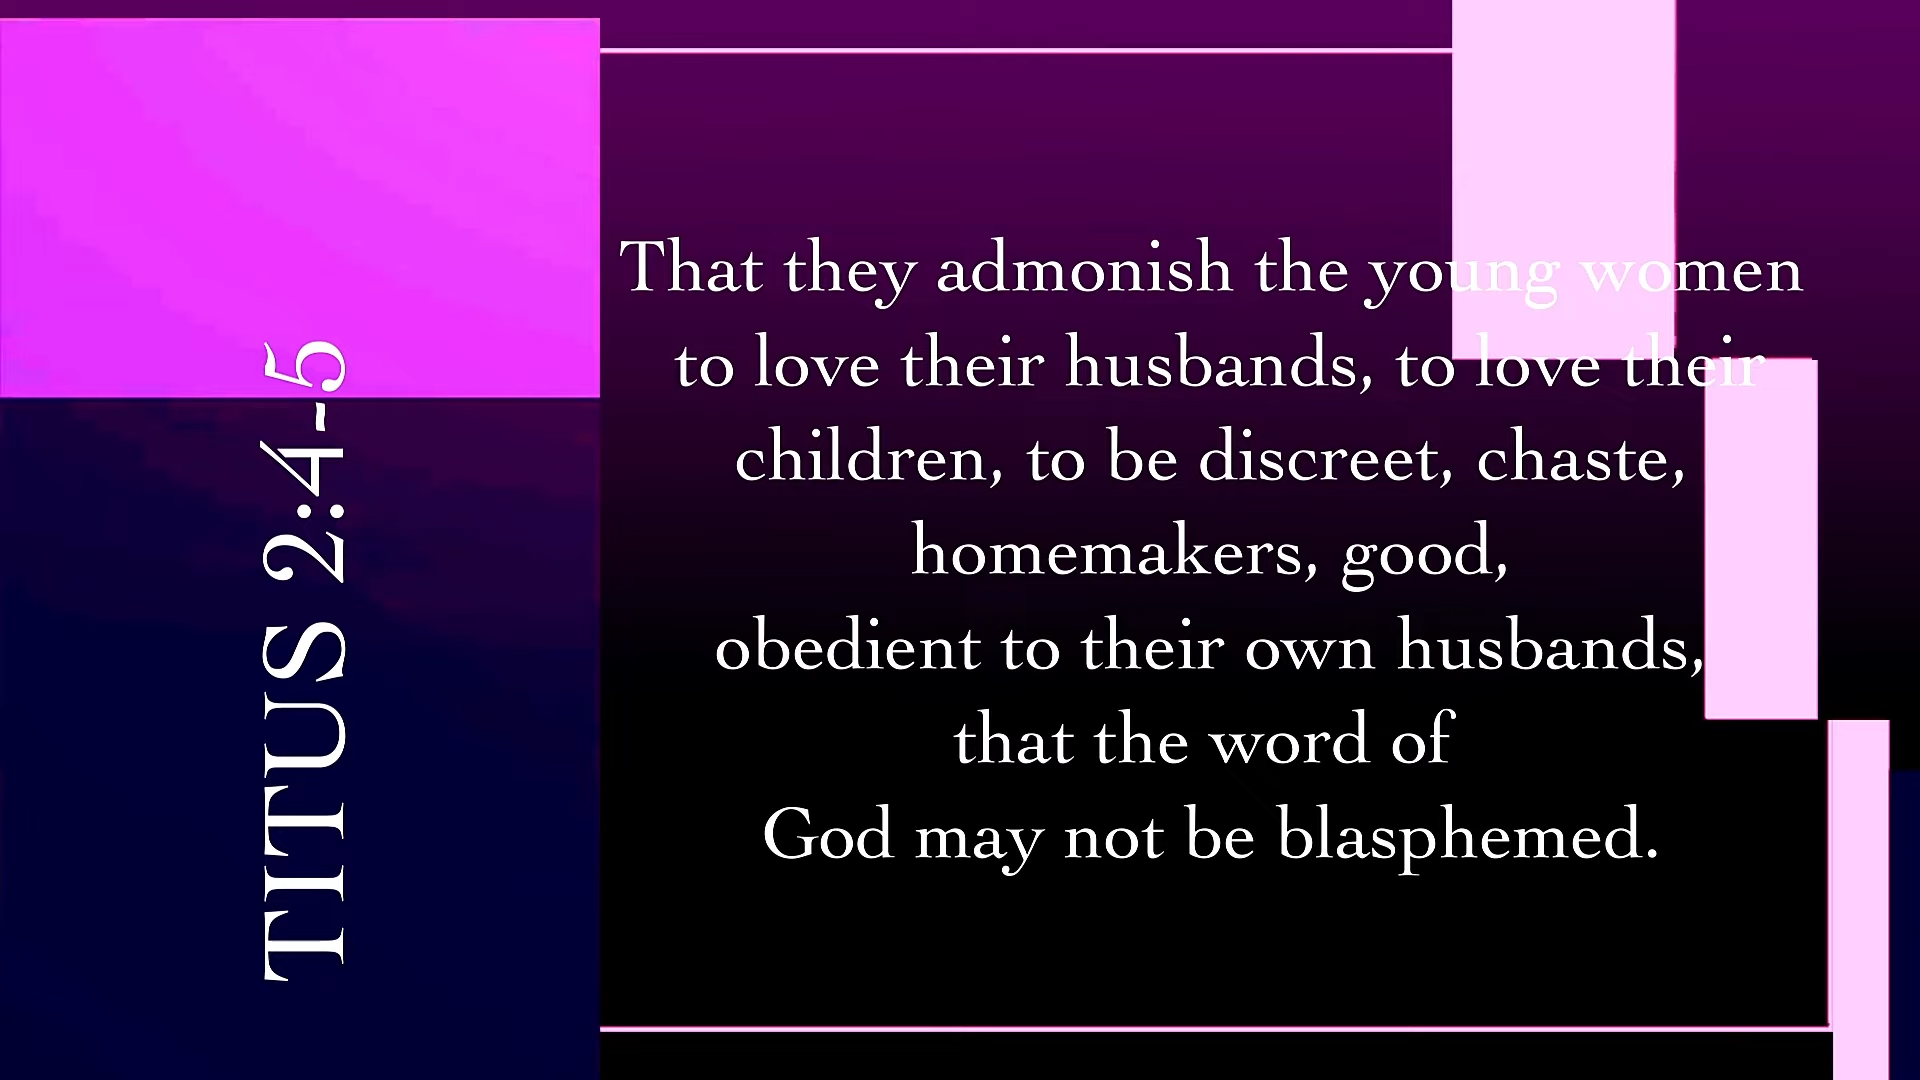 TITUS 2:4-5
That they admonish the young women
to love their husbands, to love their
children, to be discreet, chaste,
homemakers, good,
obedient to their own husbands,
that the word of
God may not be blasphemed.